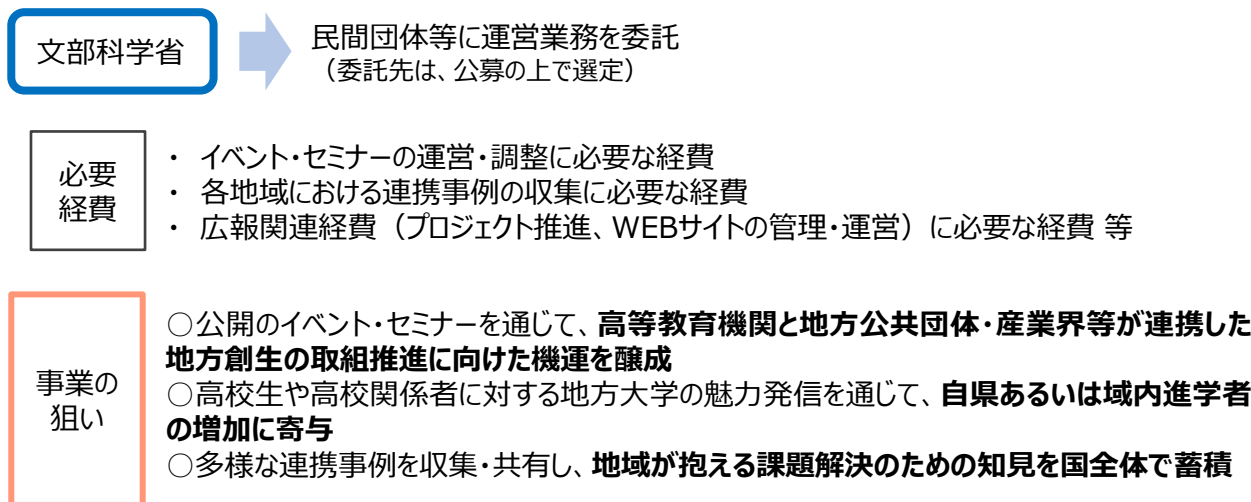 文部科学省
民間団体等に運営業務を委託
（委託先は、公募の上で選定）
必要
経費
・ イベント・セミナーの運営・調整に必要な経費
・ 各地域における連携事例の収集に必要な経費
・ 広報関連経費（プロジェクト推進、WEBサイトの管理・運営）に必要な経費 等
事業の
狙い
○公開のイベント・セミナーを通じて、高等教育機関と地方公共団体・産業界等が連携した
地方創生の取組推進に向けた機運を醸成
○高校生や高校関係者に対する地方大学の魅力発信を通じて、自県あるいは域内進学者
の増加に寄与
○多様な連携事例を収集・共有し、地域が抱える課題解決のための知見を国全体で蓄積